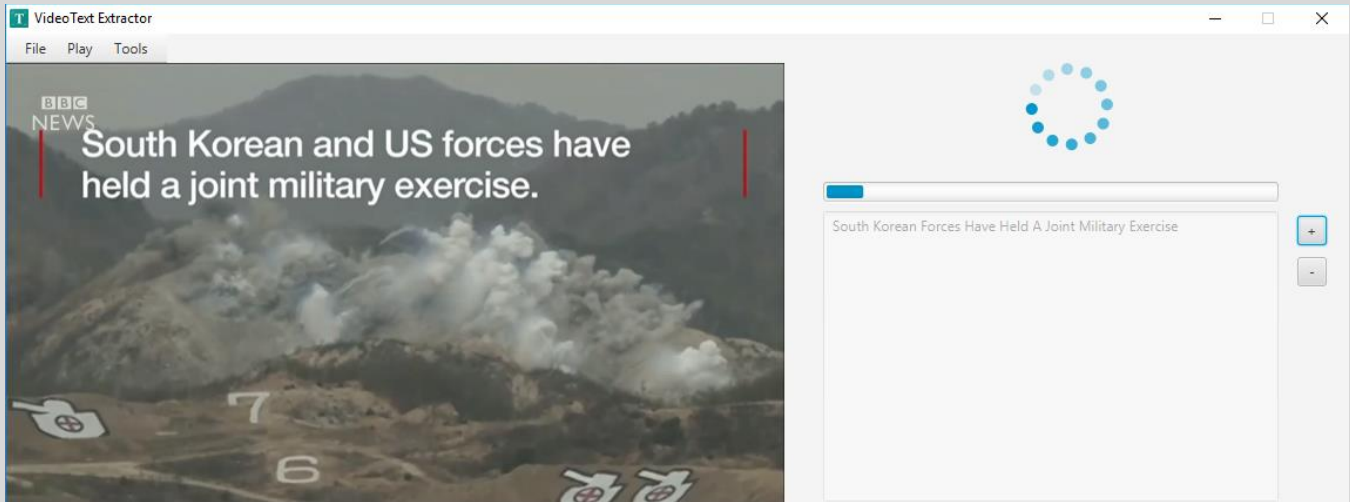 T VideoText Extractor
File Play Tools
BBC
NEWS
South Korean and US forces have
held a joint military exercise.
7
6
South Korean Forces Have Held A Joint Military Exercise
+
-